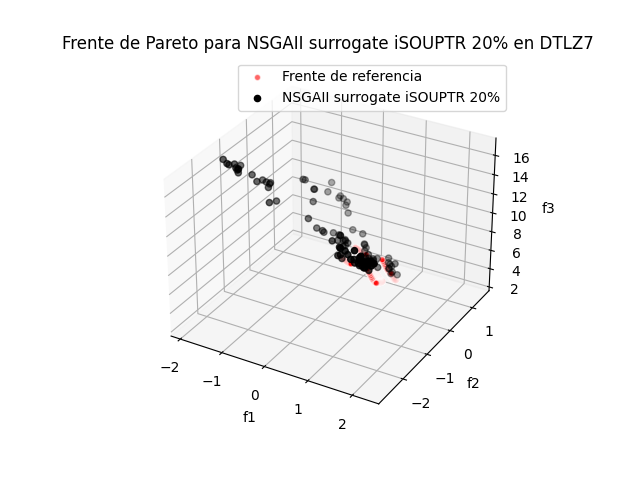 Frente de Pareto para NSGAII surrogate iSOUPTR 20% en DTLZ7
Frente de referencia
NSGAII surrogate iSOUPTR 20%
16
14
12
10
8
6
4
2
f3
1
0
−1
−2
f2
−2
−1
0
1
2
f1